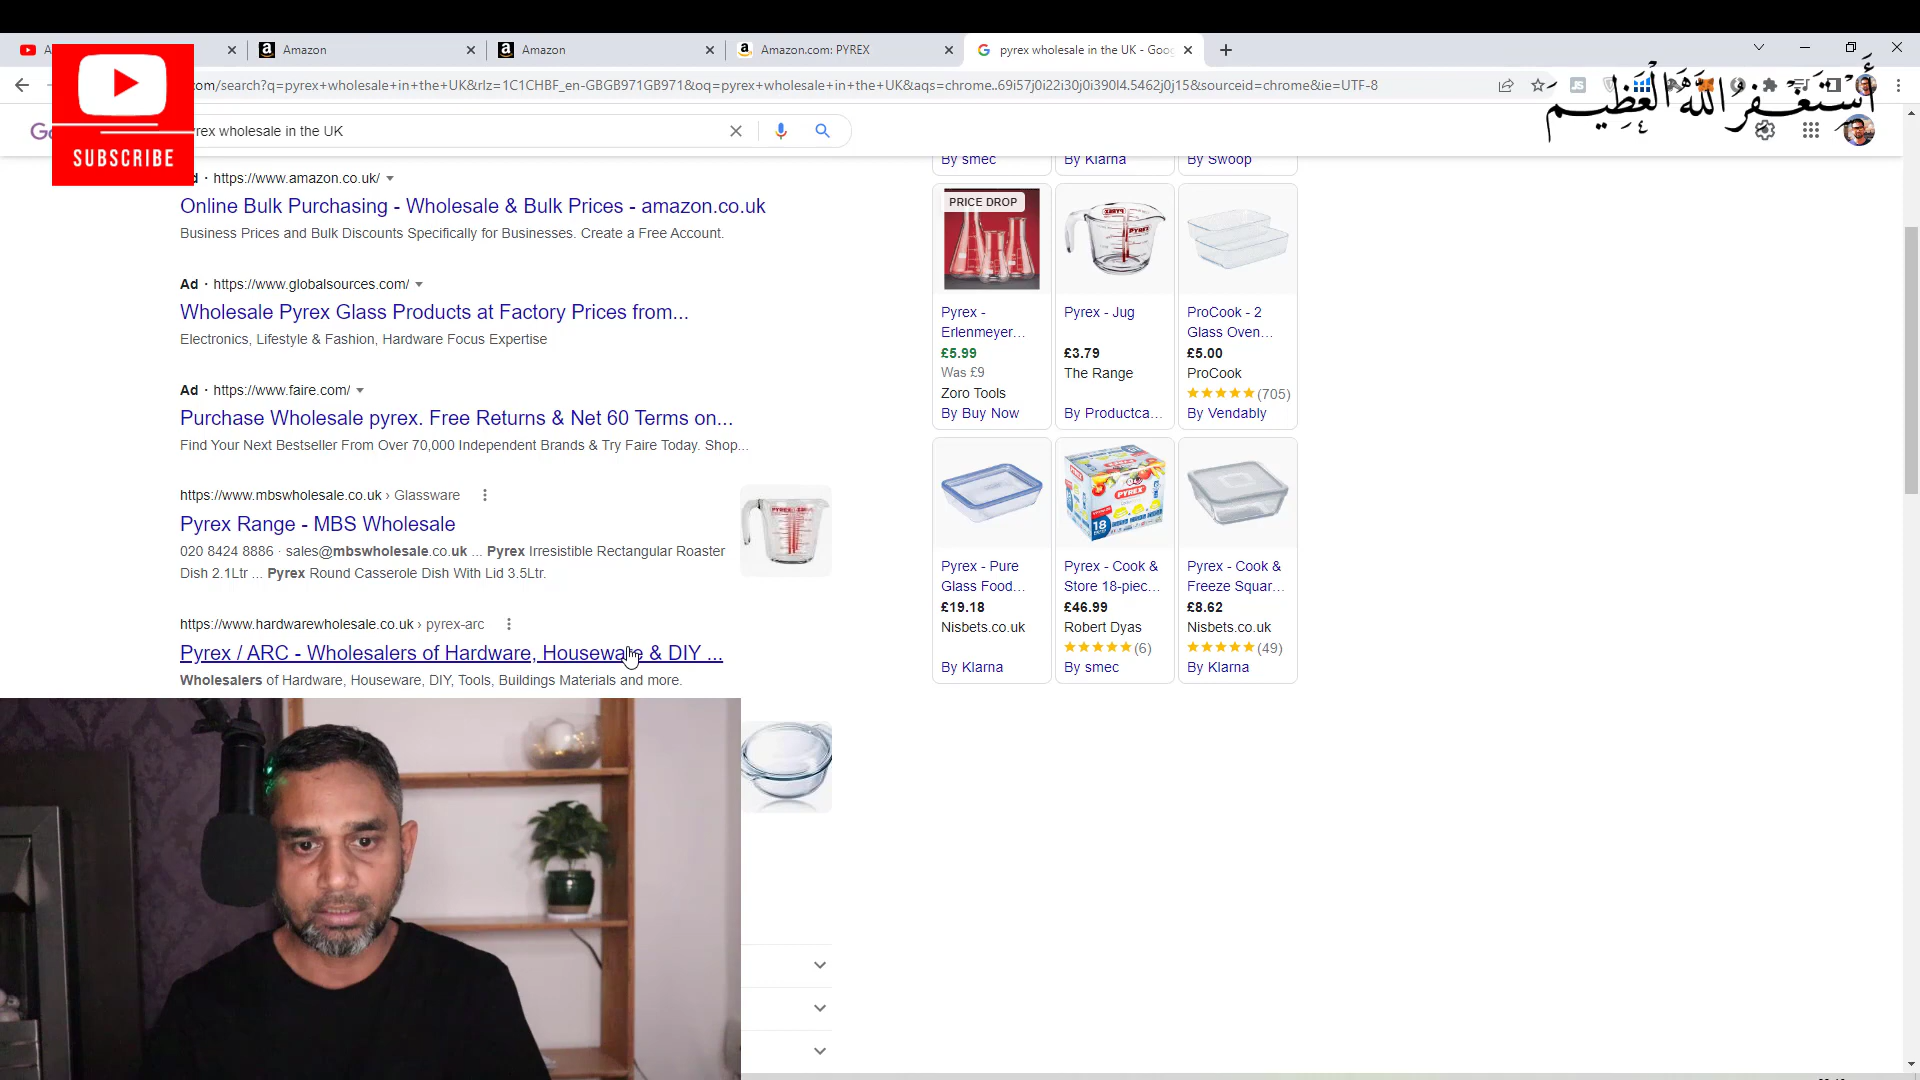 Amazon
Amazon
Amazon.com: PYREX
pyrex wholesale in the UK - Goo
om/search?q=pyrex+wholesale+in+the+UK&rlz=1C1CHBF_en-GBGB971GB971&oq=pyrex+wholesale+in+the+UK&aqs=chrome..69i57j0i22i30j0i390l4.5462j0j15&sourceid=chrome&ie=UTF-8
أَسْتَغْفِرُ اللَّهَ الْعَظِيْمَ
rex wholesale in the UK
SUBSCRIBE
https://www.amazon.co.uk/
Online Bulk Purchasing - Wholesale & Bulk Prices - amazon.co.uk
Business Prices and Bulk Discounts Specifically for Businesses. Create a Free Account.
Ad · https://www.globalsources.com/
Wholesale Pyrex Glass Products at Factory Prices from...
Electronics, Lifestyle & Fashion, Hardware Focus Expertise
Ad · https://www.faire.com/
Purchase Wholesale pyrex. Free Returns & Net 60 Terms on...
Find Your Next Bestseller From Over 70,000 Independent Brands & Try Faire Today. Shop...
https://www.mbswholesale.co.uk › Glassware
Pyrex Range - MBS Wholesale
020 8424 8886 · sales@mbswholesale.co.uk ... Pyrex Irresistible Rectangular Roaster
Dish 2.1Ltr ... Pyrex Round Casserole Dish With Lid 3.5Ltr.
https://www.hardwarewholesale.co.uk › pyrex-arc
Pyrex / ARC - Wholesalers of Hardware, Houseware & DIY ...
Wholesalers of Hardware, Houseware, DIY, Tools, Buildings Materials and more.
By smec
By Klarna
By Swoop
PRICE DROP
PYREX
Pyrex -
Erlenmeyer...
£5.99
Was £9
Zoro Tools
By Buy Now
Pyrex - Jug
£3.79
The Range
By Productca...
ProCook - 2
Glass Oven...
£5.00
ProCook
(705)
By Vendably
PYREX
18
Pyrex - Pure
Glass Food...
£19.18
Nisbets.co.uk
By Klarna
Pyrex - Cook &
Store 18-piec...
£46.99
Robert Dyas
(6)
By smec
Pyrex - Cook &
Freeze Squar...
£8.62
Nisbets.co.uk
(49)
By Klarna